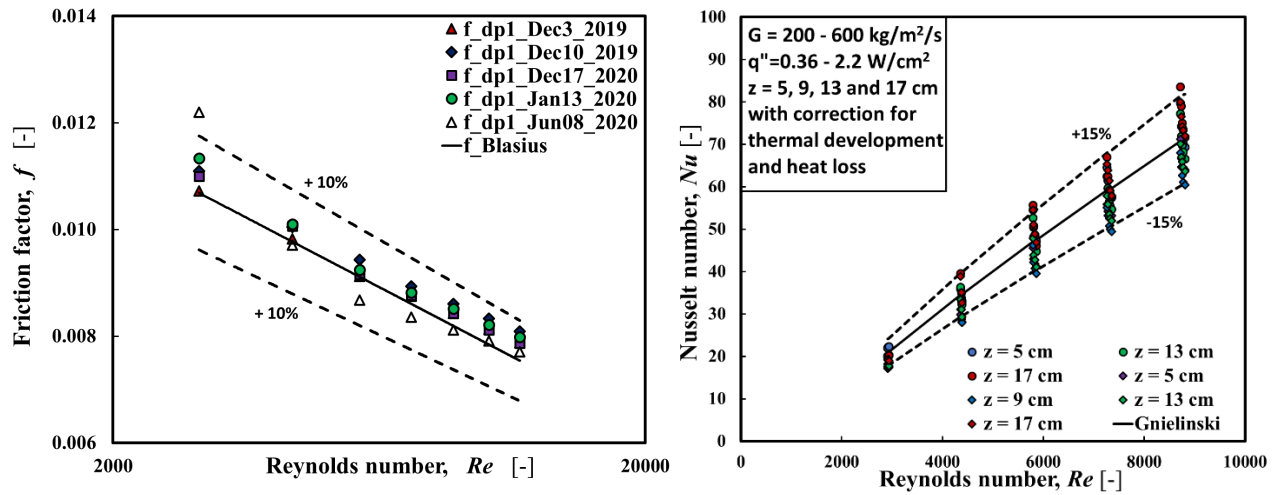 0.014
0.012
0.010
0.008
0.006
Friction factor, f [-]
f_dp1_Dec3_2019
f_dp1_Dec10_2019
f_dp1_Dec17_2020
f_dp1_Jan13_2020
f_dp1_Jun08_2020
f_Blasius
+ 10%
+ 10%
2000
20000
Reynolds number, Re [-]
100
90
80
70
60
50
40
30
20
10
0
Nusselt number, Nu [-]
G = 200 - 600 kg/m²/s
q"=0.36 - 2.2 W/cm²
z = 5, 9, 13 and 17 cm
with correction for
thermal development
and heat loss
+15%
-15%
z = 5 cm
z = 13 cm
z = 17 cm
z = 5 cm
z = 9 cm
z = 13 cm
z = 17 cm
Gnielinski
0
2000
4000
6000
8000
10000
Reynolds number, Re [-]